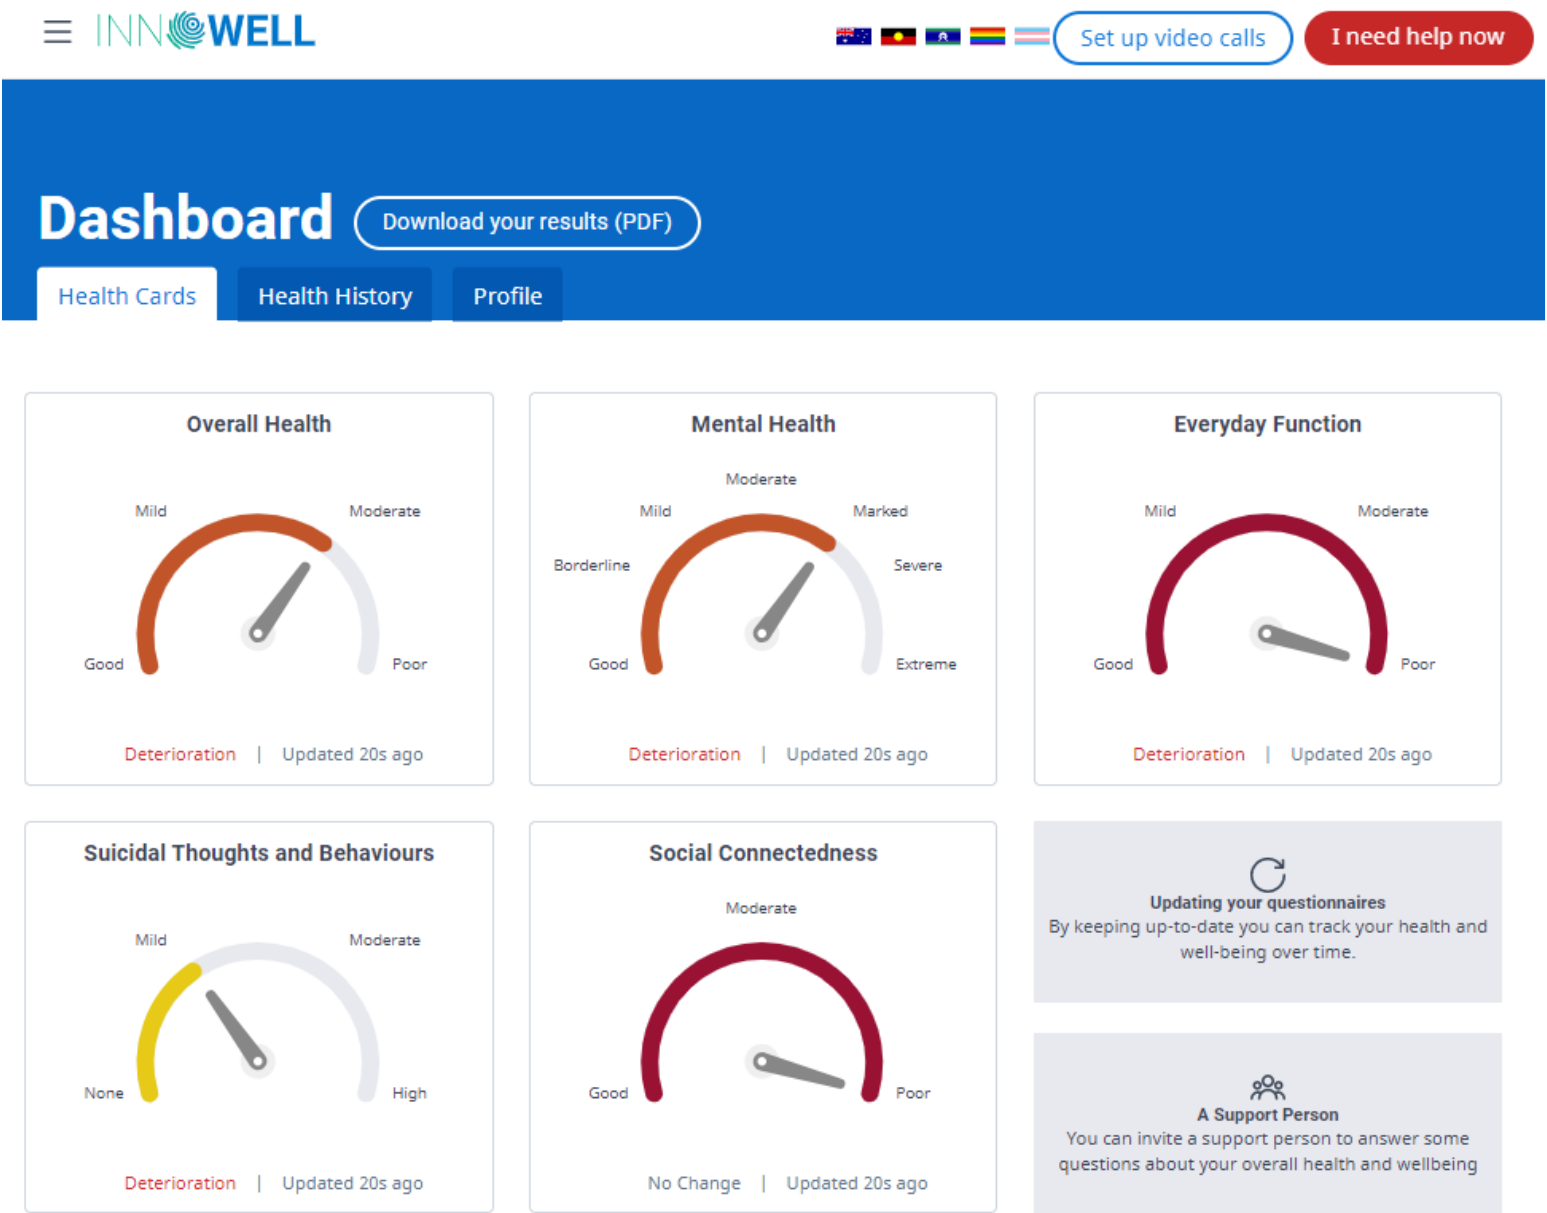 INNOWELL
Set up video calls
I need help now
Dashboard
Download your results (PDF)
Health Cards
Health History
Profile
Overall Health
Mild
Moderate
Good
Poor
Deterioration | Updated 20s ago
Mental Health
Moderate
Mild
Marked
Borderline
Severe
Good
Extreme
Deterioration | Updated 20s ago
Everyday Function
Mild
Moderate
Good
Poor
Deterioration | Updated 20s ago
Suicidal Thoughts and Behaviours
Mild
Moderate
None
High
Deterioration | Updated 20s ago
Social Connectedness
Moderate
Good
Poor
No Change | Updated 20s ago
Updating your questionnaires
By keeping up-to-date you can track your health and
well-being over time.
A Support Person
You can invite a support person to answer some
questions about your overall health and wellbeing